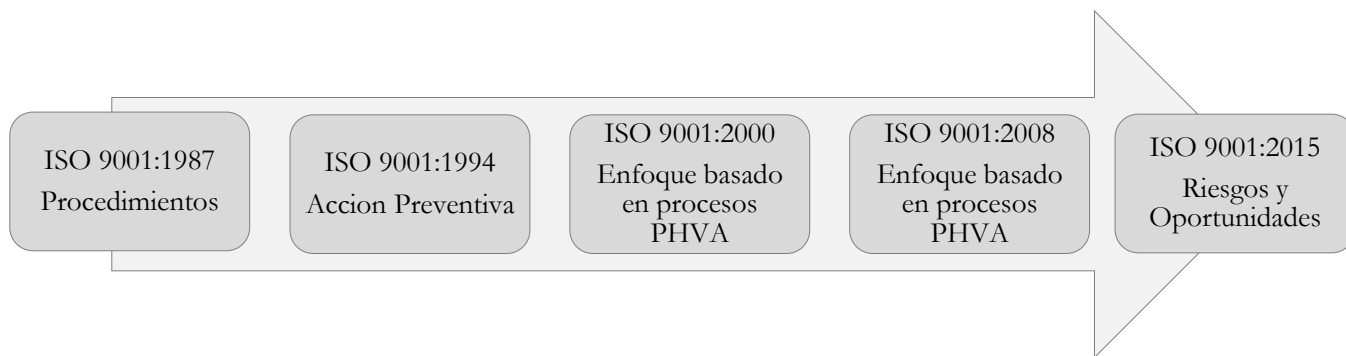 ISO 9001:1987
Procedimientos
ISO 9001:1994
Accion Preventiva
ISO 9001:2000
Enfoque basado
en procesos
PHVA
ISO 9001:2008
Enfoque basado
en procesos
PHVA
ISO 9001:2015
Riesgos y
Oportunidades